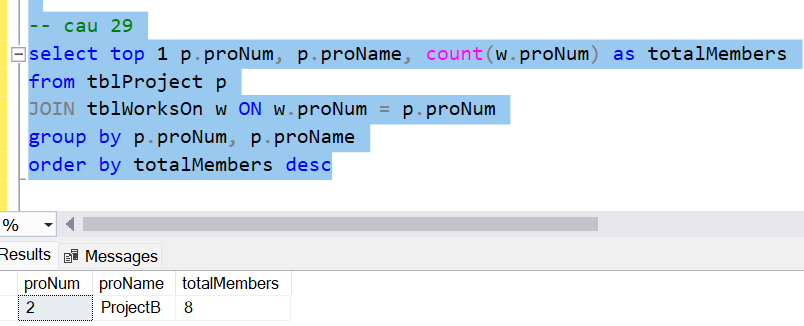 -- cau 29
select top 1 p.proNum, p.proName, count(w.proNum) as totalMembers
from tblProject p
JOIN tblWorksOn w ON w.proNum = p.proNum
group by p.proNum, p.proName
order by totalMembers desc
%
Results Messages
proNum proName totalMembers
2 ProjectB 8